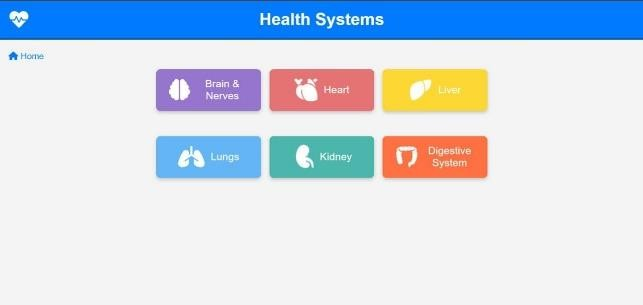 Health Systems
Home
Brain &
Nerves
Heart
Liver
Lungs
Kidney
Digestive
System